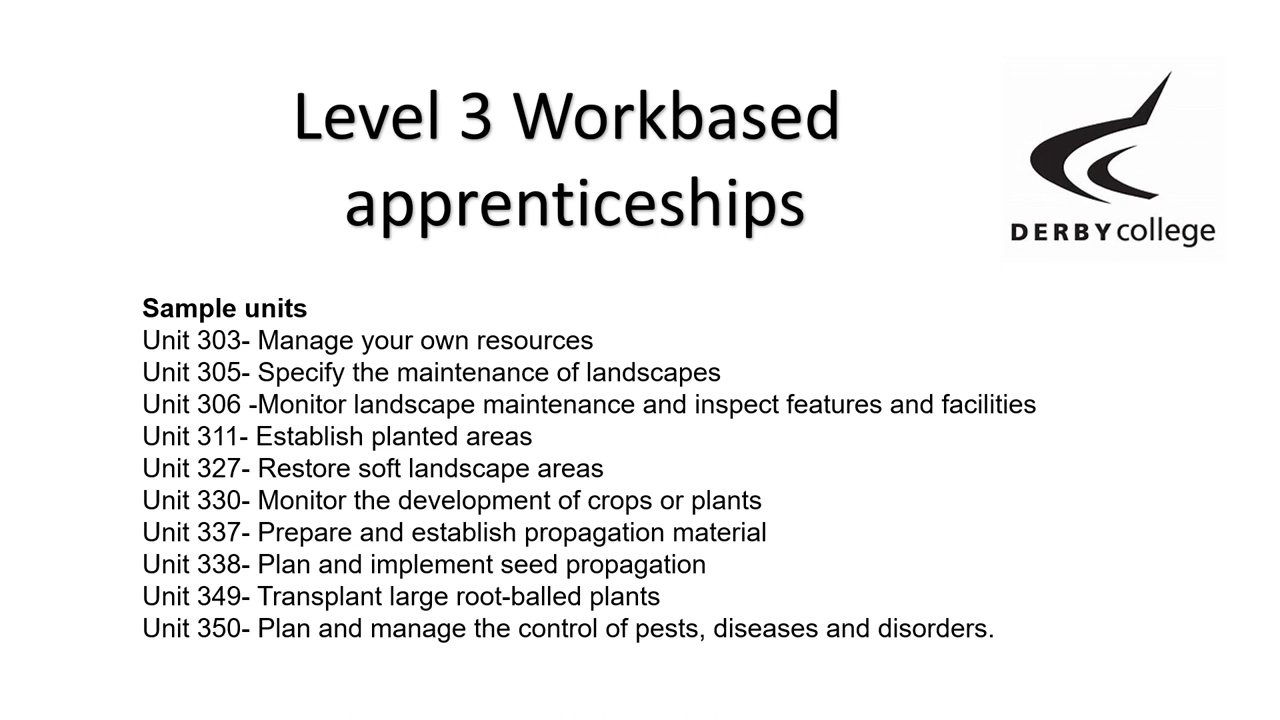 Level 3 Workbased
apprenticeships
DERBYcollege
Sample units
Unit 303- Manage your own resources
Unit 305- Specify the maintenance of landscapes
Unit 306 -Monitor landscape maintenance and inspect features and facilities
Unit 311- Establish planted areas
Unit 327- Restore soft landscape areas
Unit 330- Monitor the development of crops or plants
Unit 337- Prepare and establish propagation material
Unit 338- Plan and implement seed propagation
Unit 349- Transplant large root-balled plants
Unit 350- Plan and manage the control of pests, diseases and disorders.